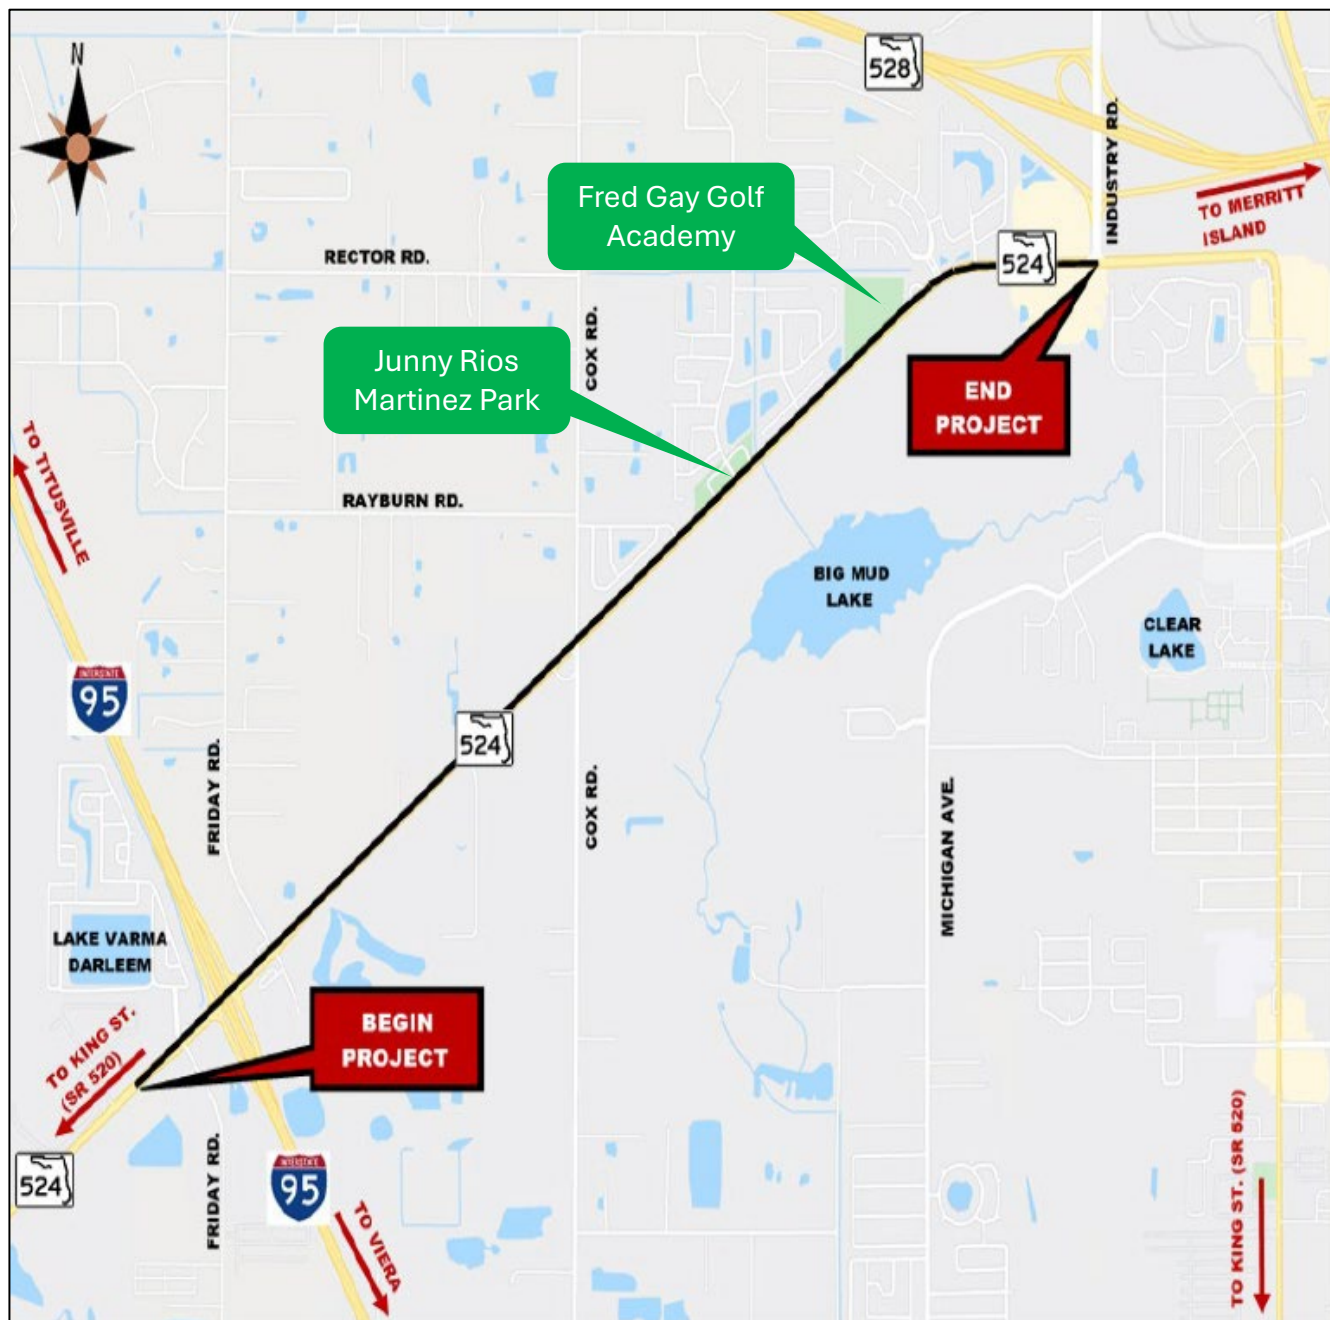 N
528
INDUSTRY RD.
TO MERRITT
ISLAND
Fred Gay Golf
Academy
RECTOR RD.
524
COX RD.
Junny Rios
Martinez Park
END
PROJECT
TO TITUSVILLE
RAYBURN RD.
BIG MUD
LAKE
CLEAR
LAKE
INTERSTATE
95
524
FRIDAY RD.
COX RD.
MICHIGAN AVE.
LAKE VARMA
DARLEEM
BEGIN
PROJECT
TO KING ST.
(SR 520)
524
FRIDAY RD.
INTERSTATE
95
TO VIERA
TO KING ST. (SR 520)